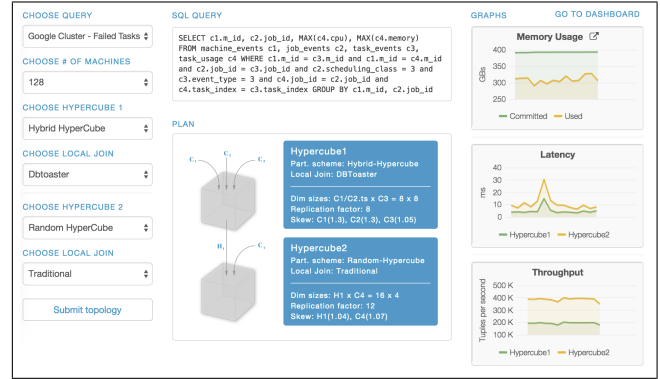 CHOOSE QUERY
Google Cluster - Failed Tasks
CHOOSE # OF MACHINES
128
CHOOSE HYPERCUBE 1
Hybrid HyperCube
CHOOSE LOCAL JOIN
Dbtoaster
CHOOSE HYPERCUBE 2
Random HyperCube
CHOOSE LOCAL JOIN
Traditional
Submit topology
SQL QUERY
SELECT c1.m_id, c2.job_id, MAX(c4.cpu), MAX(c4.memory)
FROM machine_events c1, job_events c2, task_events c3,
task_usage c4 WHERE c1.m_id = c3.m_id and c1.m_id = c4.m_id
and c2.job_id = c3.job_id and c2.scheduling_class = 3 and
c3.event_type = 3 and c4.job_id = c2.job_id and
c4.task_index = c3.task_index GROUP BY c1.m_id, c2.job_id
PLAN
C1 C2 C3
Hypercube1
Part. scheme: Hybrid-Hypercube
Local Join: DBToaster
Dim sizes: C1/C2.ts x C3 = 8 x 8
Replication factor: 8
Skew: C1(1.3), C2(1.3), C3(1.05)
H1 C4
Hypercube2
Part. scheme: Random-Hypercube
Local Join: Traditional
Dim sizes: H1 x C4 = 16 x 4
Replication factor: 12
Skew: H1(1.04), C4(1.07)
GRAPHS GO TO DASHBOARD
Memory Usage
GBs
400
350
300
250
Committed Used
Latency
ms
40
30
20
10
0
Hypercube1 Hypercube2
Throughput
Tuples per second
500 K
400 K
300 K
200 K
100 K
Hypercube1 Hypercube2